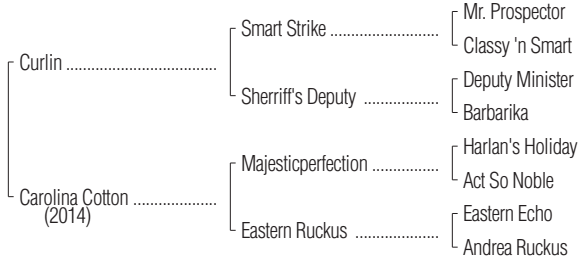 Mr. Prospector
Smart Strike ........................
Classy 'n Smart
Curlin ..................................
Deputy Minister
Sherriff's Deputy .................
Barbarika
Harlan's Holiday
Majesticperfection ...............
Act So Noble
Carolina Cotton ...................
(2014)
Eastern Echo
Eastern Ruckus ...................
Andrea Ruckus